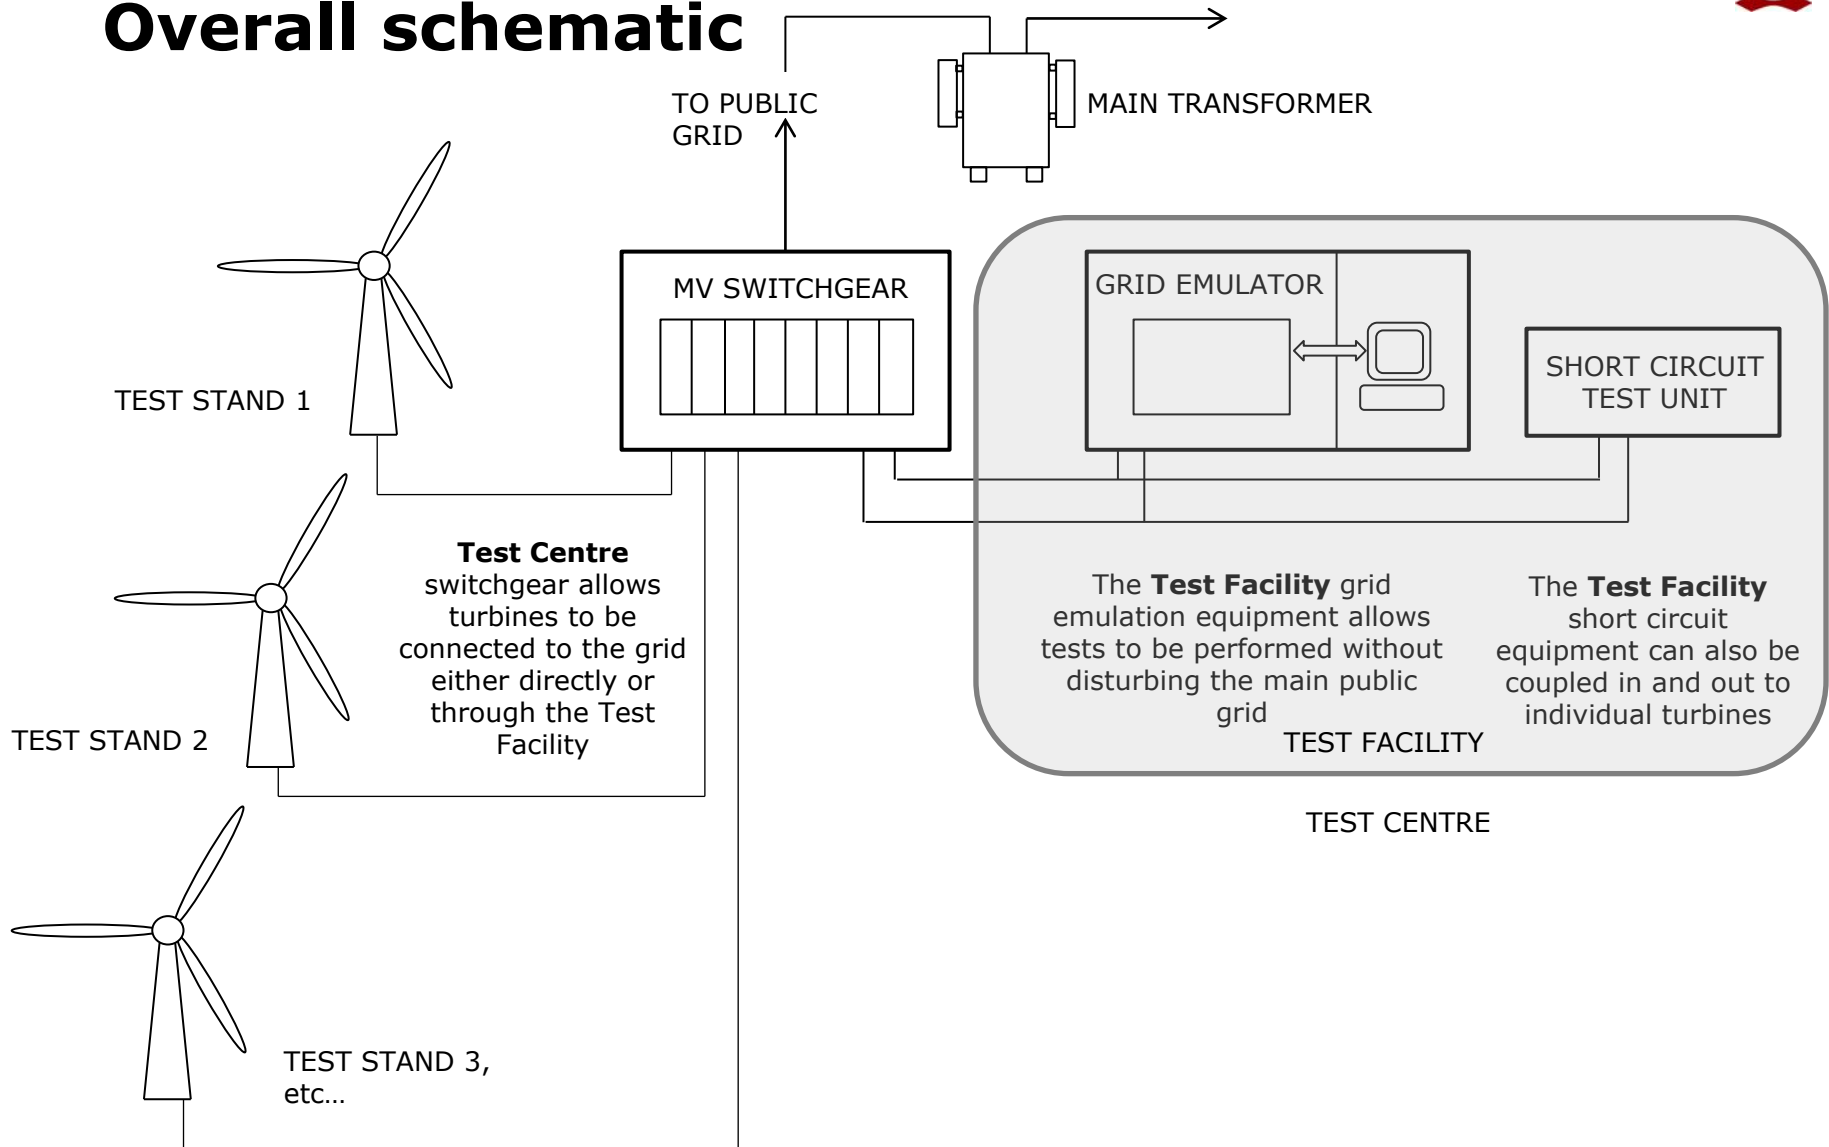 Overall schematic
TO PUBLIC
GRID
MAIN TRANSFORMER
MV SWITCHGEAR
GRID EMULATOR
SHORT CIRCUIT
TEST UNIT
TEST STAND 1
Test Centre
switchgear allows
turbines to be
connected to the grid
either directly or
through the Test
Facility
The Test Facility grid
emulation equipment allows
tests to be performed without
disturbing the main public
grid
The Test Facility
short circuit
equipment can also be
coupled in and out to
individual turbines
TEST STAND 2
TEST FACILITY
TEST CENTRE
TEST STAND 3,
etc…